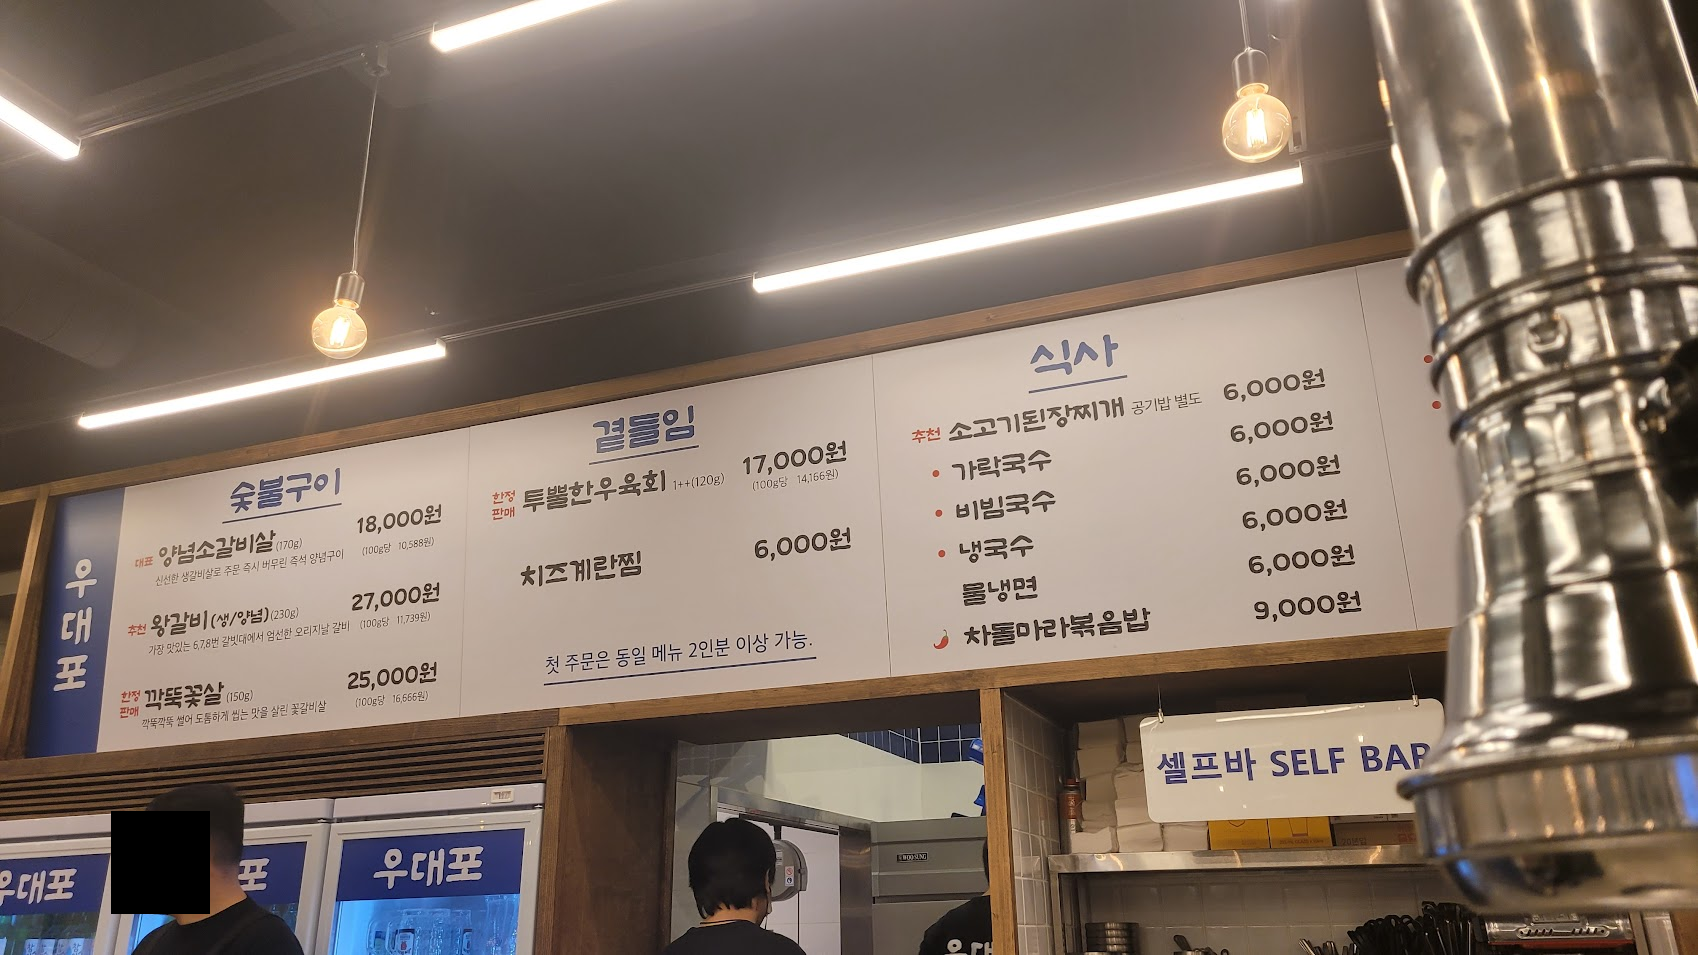 우대포
숯불구이
대표 양념소갈비살 (170g) 18,000원
(100g당 10,588원)
신선한 생갈비살로 주문 즉시 버무린 즉석 양념구이
추천 왕갈비 (생/양념) (230g) 27,000원
(100g당 11,739원)
가장 맛있는 6,7,8번 갈빗대에서 엄선한 오리지날 갈비
한정판매 깍뚝꽃살 (150g) 25,000원
(100g당 16,666원)
깍뚝깍뚝 썰어 도톰하게 씹는 맛을 살린 꽃갈비살
곁들임
한정판매 투뿔한우육회 1++(120g) 17,000원
(100g당 14,166원)
치즈계란찜 6,000원
첫 주문은 동일 메뉴 2인분 이상 가능.
식사
추천 소고기된장찌개 공기밥 별도 6,000원
가락국수 6,000원
비빔국수 6,000원
냉국수 6,000원
물냉면 6,000원
차돌마라볶음밥 9,000원
셀프바 SELF BAR
우대포
포
우대포
WOOSUNG
우대